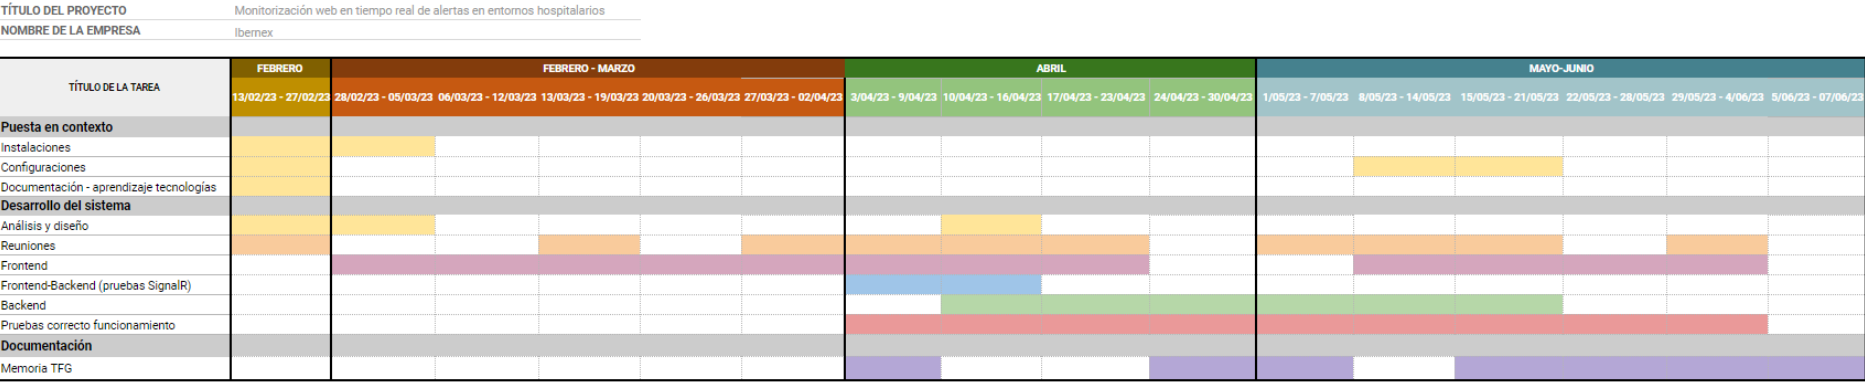 TÍTULO DEL PROYECTO Monitorización web en tiempo real de alertas en entornos hospitalarios
NOMBRE DE LA EMPRESA Ibernex
TÍTULO DE LA TAREA
FEBRERO FEBRERO - MARZO ABRIL MAYO-JUNIO
13/02/23 - 27/02/23 28/02/23 - 05/03/23 06/03/23 - 12/03/23 13/03/23 - 19/03/23 20/03/23 - 26/03/23 27/03/23 - 02/04/23 3/04/23 - 9/04/23 10/04/23 - 16/04/23 17/04/23 - 23/04/23 24/04/23 - 30/04/23 1/05/23 - 7/05/23 8/05/23 - 14/05/23 15/05/23 - 21/05/23 22/05/23 - 28/05/23 29/05/23 - 4/06/23 5/06/23 - 07/06/23
Puesta en contexto
Instalaciones
Configuraciones
Documentación - aprendizaje tecnologías
Desarrollo del sistema
Análisis y diseño
Reuniones
Frontend
Frontend-Backend (pruebas SignalR)
Backend
Pruebas correcto funcionamiento
Documentación
Memoria TFG